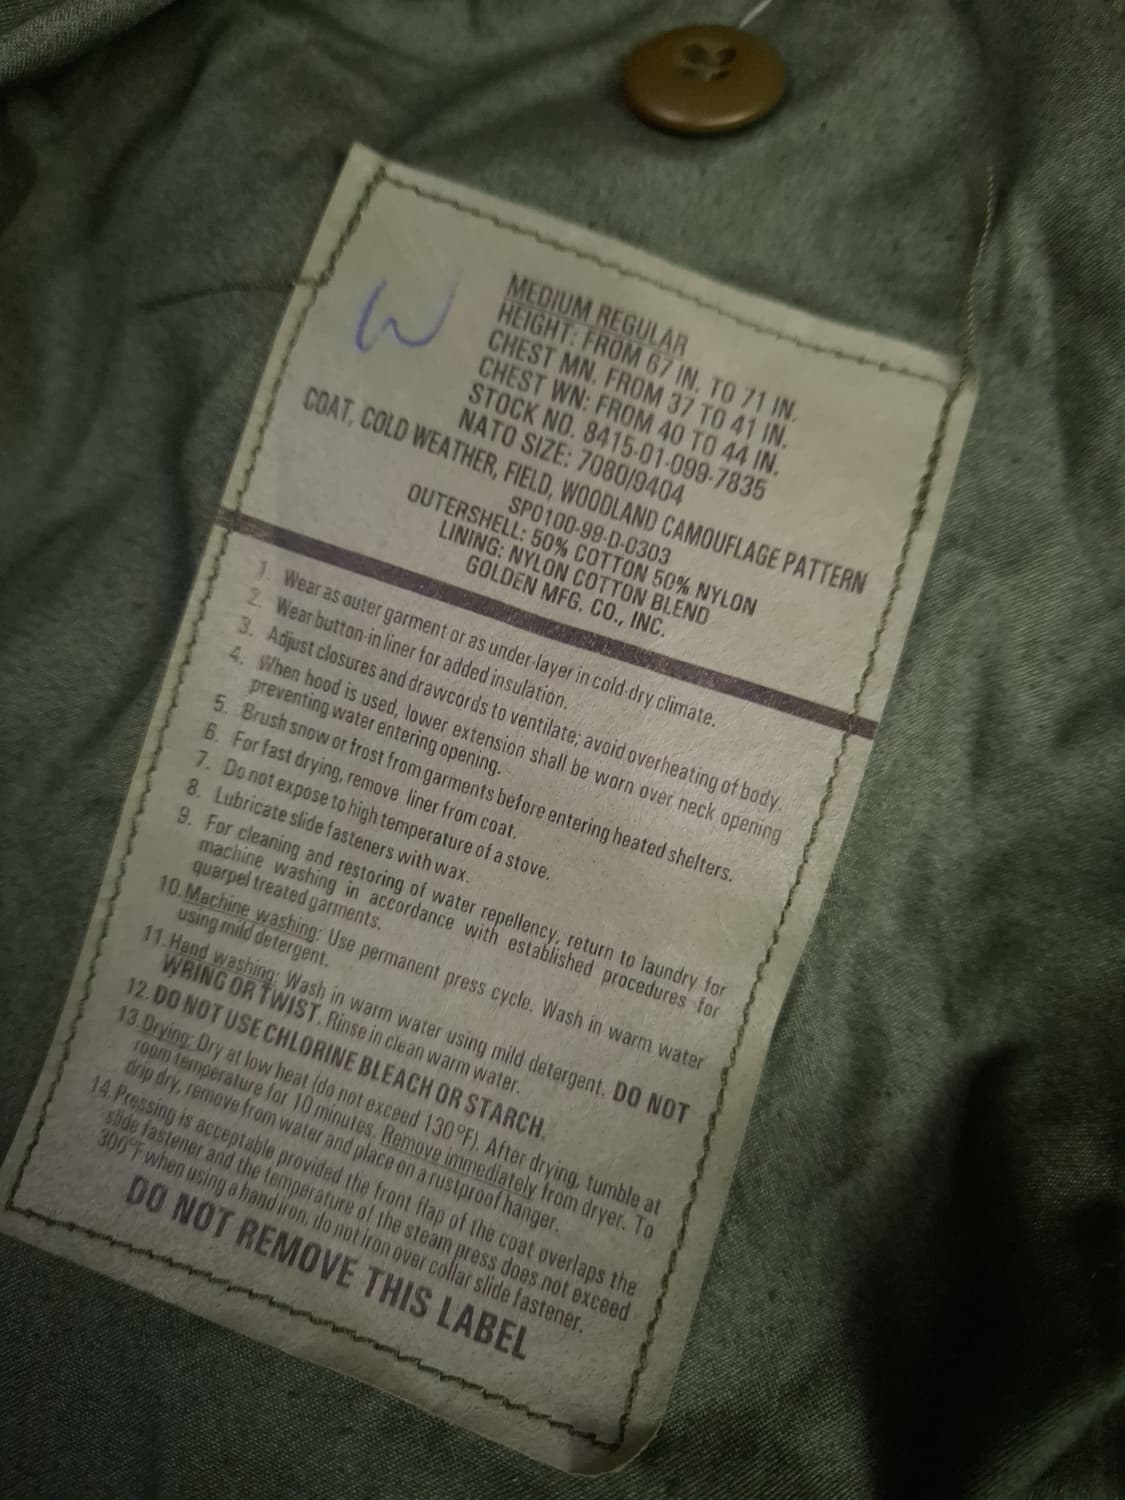 W
MEDIUM REGULAR
HEIGHT: FROM 67 IN. TO 71 IN.
CHEST MN. FROM 37 TO 41 IN.
CHEST WN: FROM 40 TO 44 IN.
STOCK NO. 8415-01-099-7835
NATO SIZE: 7080/9404
COAT, COLD WEATHER, FIELD, WOODLAND CAMOUFLAGE PATTERN
SPO100-99-D-0303
OUTERSHELL: 50% COTTON 50% NYLON
LINING: NYLON COTTON BLEND
GOLDEN MFG. CO., INC.
1. Wear as outer garment or as under-layer in cold-dry climate.
2. Wear button-in liner for added insulation.
3. Adjust closures and drawcords to ventilate; avoid overheating of body.
4. When hood is used, lower extension shall be worn over neck opening
preventing water entering opening.
5. Brush snow or frost from garments before entering heated shelters.
6. For fast drying, remove liner from coat.
7. Do not expose to high temperature of a stove.
8. Lubricate slide fasteners with wax.
9. For cleaning and restoring of water repellency, return to laundry for
machine washing in accordance with established procedures for
quarpel treated garments.
10. Machine washing: Use permanent press cycle. Wash in warm water
using mild detergent.
11. Hand washing: Wash in warm water using mild detergent. DO NOT
WRING OR TWIST. Rinse in clean warm water.
12. DO NOT USE CHLORINE BLEACH OR STARCH.
13. Drying: Dry at low heat (do not exceed 130°F). After drying, tumble at
room temperature for 10 minutes. Remove immediately from dryer. To
drip dry, remove from water and place on a rustproof hanger.
14. Pressing is acceptable provided the front flap of the coat overlaps the
slide fastener and the temperature of the steam press does not exceed
300°F when using a hand iron, do not iron over collar slide fastener.
DO NOT REMOVE THIS LABEL